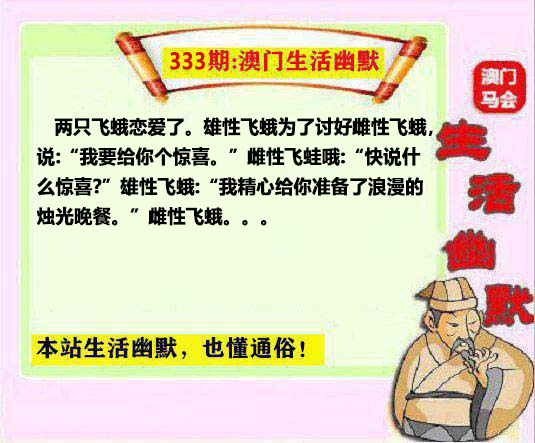 333期:澳门生活幽默
澳门
马会
生活幽默
两只飞蛾恋爱了。雄性飞蛾为了讨好雌性飞蛾，
说:“我要给你个惊喜。”雌性飞蛙哦:“快说什
么惊喜?”雄性飞蛾:“我精心给你准备了浪漫的
烛光晚餐。”雌性飞蛾。。。
本站生活幽默，也懂通俗！